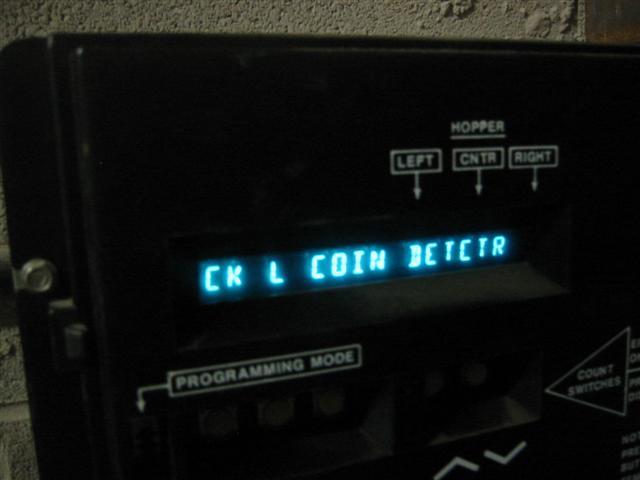 HOPPER
LEFT CNTR RIGHT
CK L COIN DETCTR
PROGRAMMING MODE
COUNT
SWITCHES